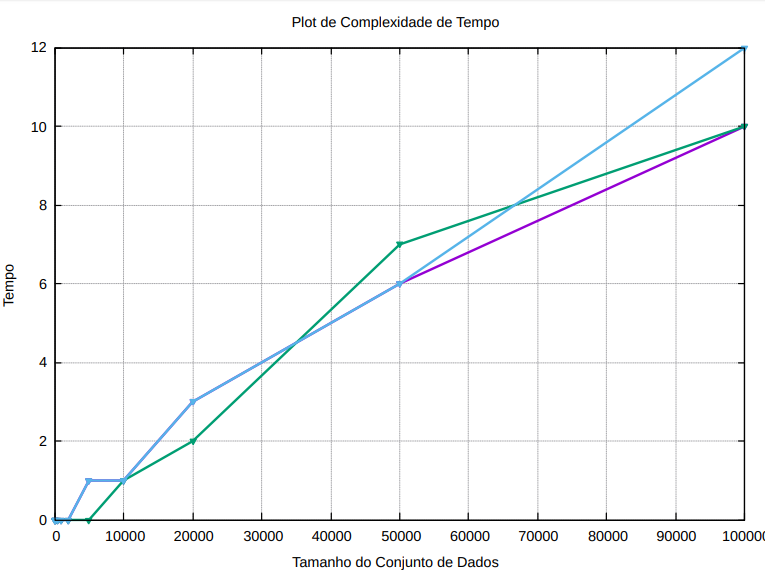 Plot de Complexidade de Tempo
12
10
8
6
4
2
0
Tempo
0 10000 20000 30000 40000 50000 60000 70000 80000 90000 100000
Tamanho do Conjunto de Dados